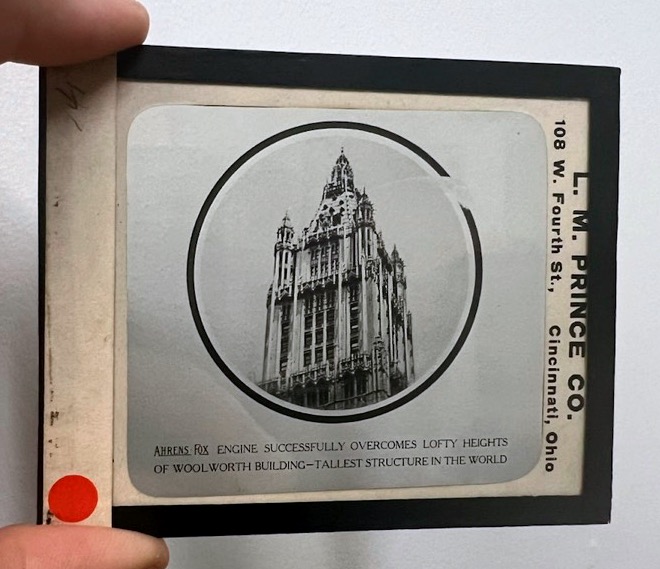 AHRENS FOX ENGINE SUCCESSFULLY OVERCOMES LOFTY HEIGHTS
OF WOOLWORTH BUILDING—TALLEST STRUCTURE IN THE WORLD
L. M. PRINCE CO.
108 W. Fourth St., Cincinnati, Ohio